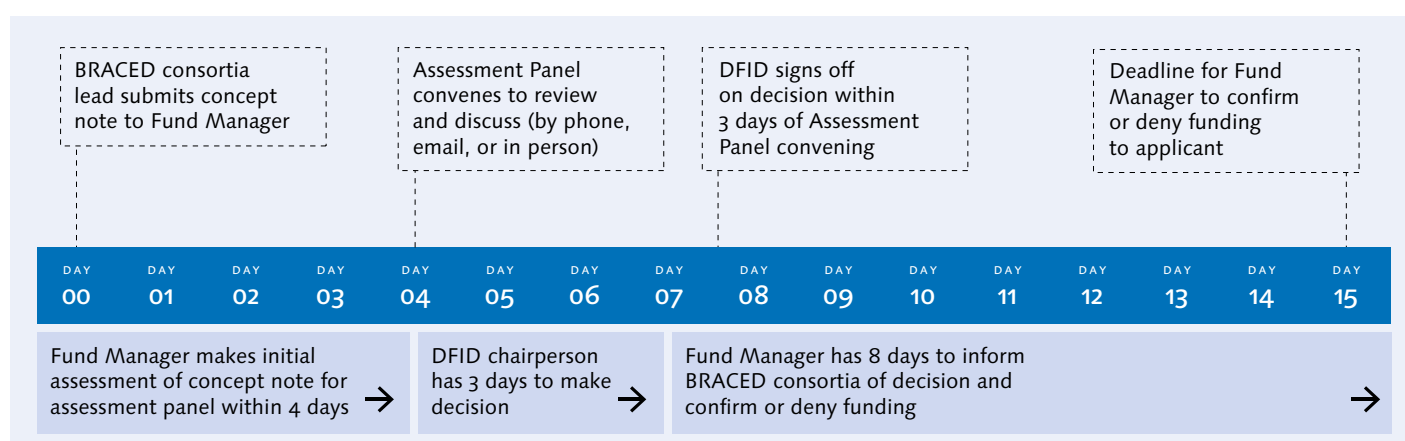 BRACED consortia
lead submits concept
note to Fund Manager
Assessment Panel
convenes to review
and discuss (by phone,
email, or in person)
DFID signs off
on decision within
3 days of Assessment
Panel convening
Deadline for Fund
Manager to confirm
or deny funding
to applicant
DAY
00
DAY
01
DAY
02
DAY
03
DAY
04
DAY
05
DAY
06
DAY
07
DAY
08
DAY
09
DAY
10
DAY
11
DAY
12
DAY
13
DAY
14
DAY
15
Fund Manager makes initial
assessment of concept note for
assessment panel within 4 days
DFID chairperson
has 3 days to make
decision
Fund Manager has 8 days to inform
BRACED consortia of decision and
confirm or deny funding